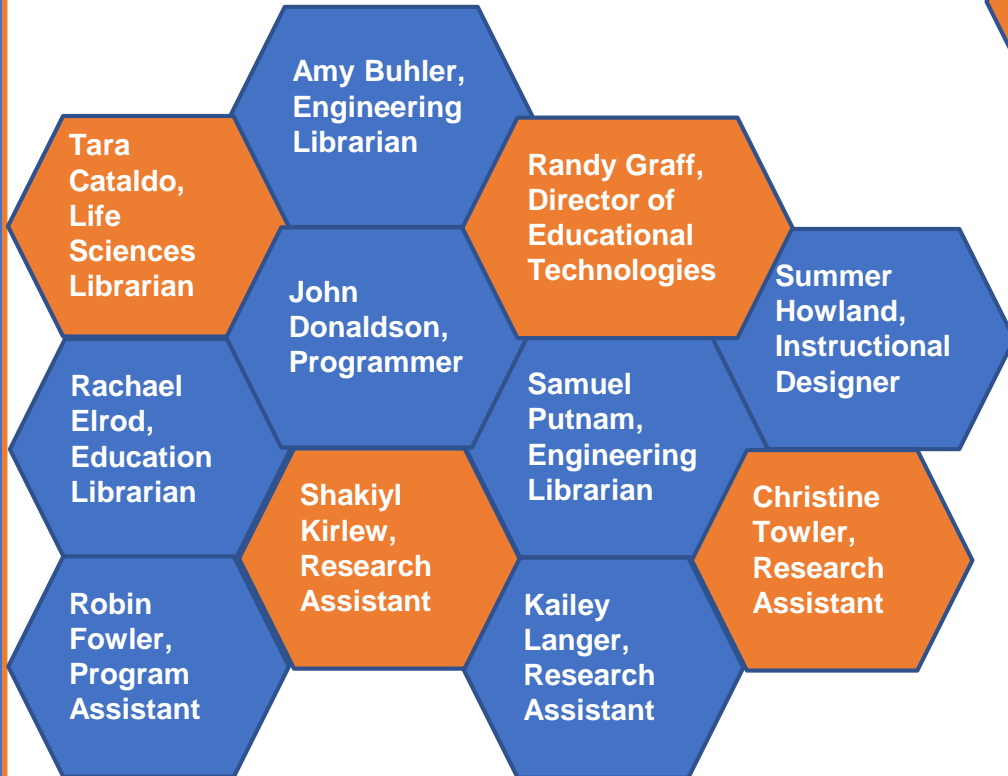 Amy Buhler,
Engineering
Librarian
Tara
Cataldo,
Life
Sciences
Librarian
Randy Graff,
Director of
Educational
Technologies
John
Donaldson,
Programmer
Summer
Howland,
Instructional
Designer
Rachael
Elrod,
Education
Librarian
Samuel
Putnam,
Engineering
Librarian
Shakiyl
Kirlew,
Research
Assistant
Christine
Towler,
Research
Assistant
Robin
Fowler,
Program
Assistant
Kailey
Langer,
Research
Assistant